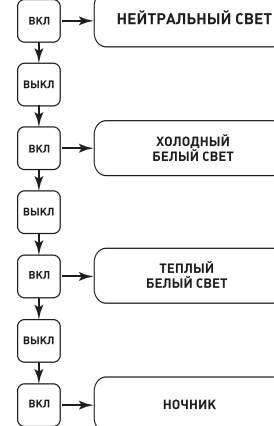 ВКЛ
НЕЙТРАЛЬНЫЙ СВЕТ
ВЫКЛ
ВКЛ
ХОЛОДНЫЙ
БЕЛЫЙ СВЕТ
ВЫКЛ
ВКЛ
ТЕПЛЫЙ
БЕЛЫЙ СВЕТ
ВЫКЛ
ВКЛ
НОЧНИК